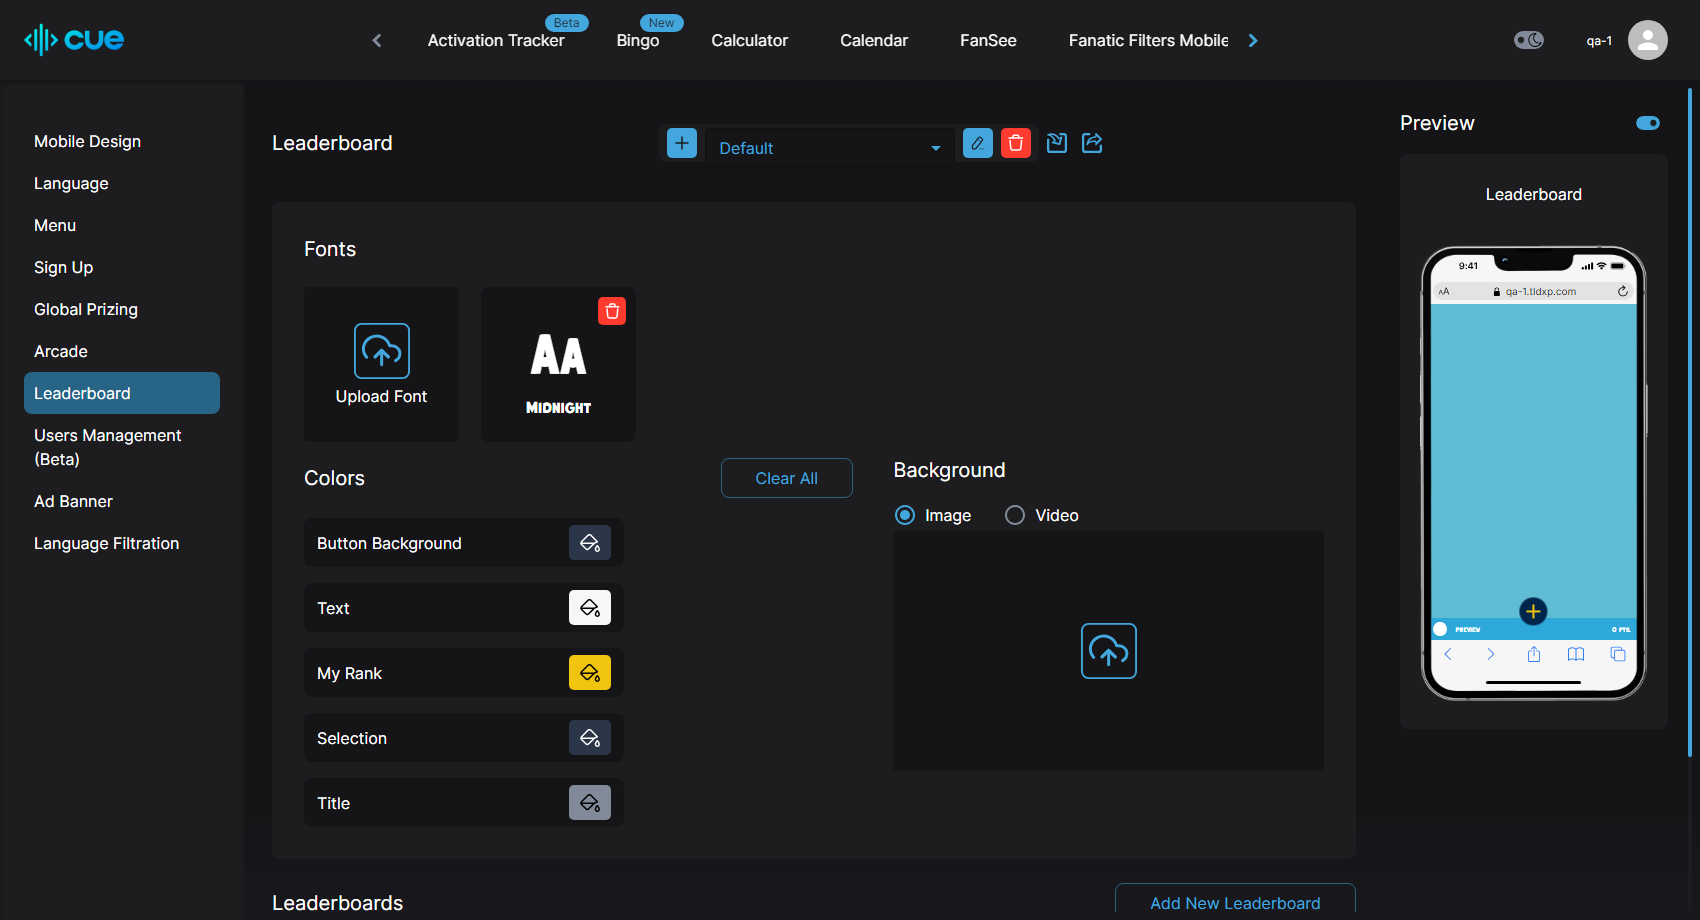 cue
Activation Tracker
Beta
Bingo
New
Calculator
Calendar
FanSee
Fanatic Filters Mobile
qa-1
Mobile Design
Language
Menu
Sign Up
Global Prizing
Arcade
Leaderboard
Users Management
(Beta)
Ad Banner
Language Filtration
Leaderboard
Default
Fonts
Upload Font
AA
MIDNIGHT
Colors
Clear All
Button Background
Text
My Rank
Selection
Title
Background
Image
Video
Leaderboards
Add New Leaderboard
Preview
Leaderboard
9:41
AA
qa-1.tldxp.com
PREVIEW
0 PTS.